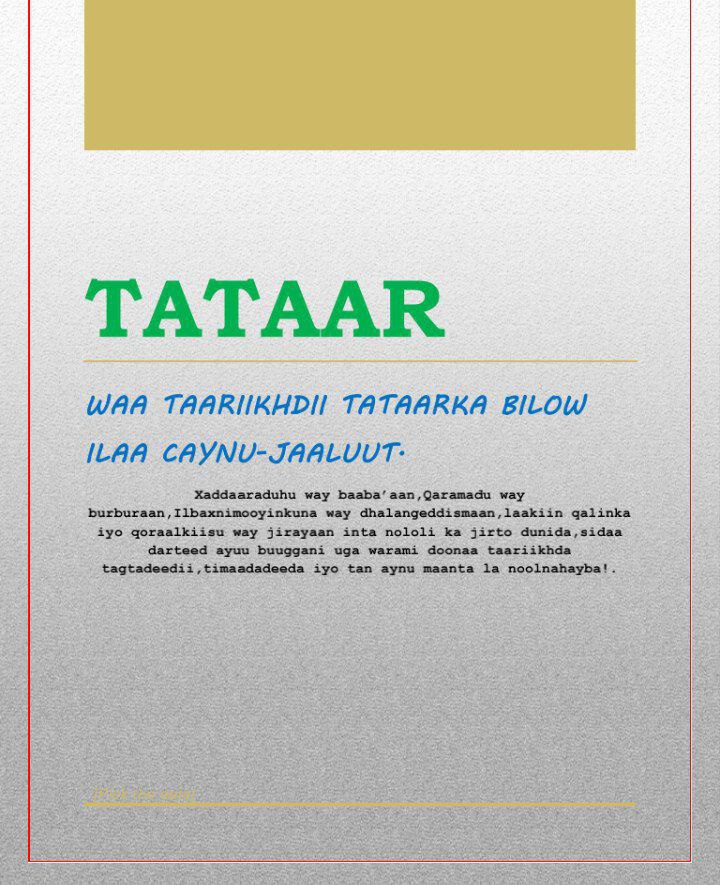 TATAAR
WAA TAARIIKHDII TATAARKA BILOW
ILAA CAYNU-JAALUUT.
Xaddaaraduhu way baaba’aan,Qaramadu way
burburaan,Ilbaxnimooyinkuna way dhalangeddismaan,laakiin qalinka
iyo qoraalkiisu way jirayaan inta nololi ka jirto dunida,sidaa
darteed ayuu buuggani uga warami doonaa taariikhda
tagtadeedii,timaadadeeda iyo tan aynu maanta la noolnahayba!.